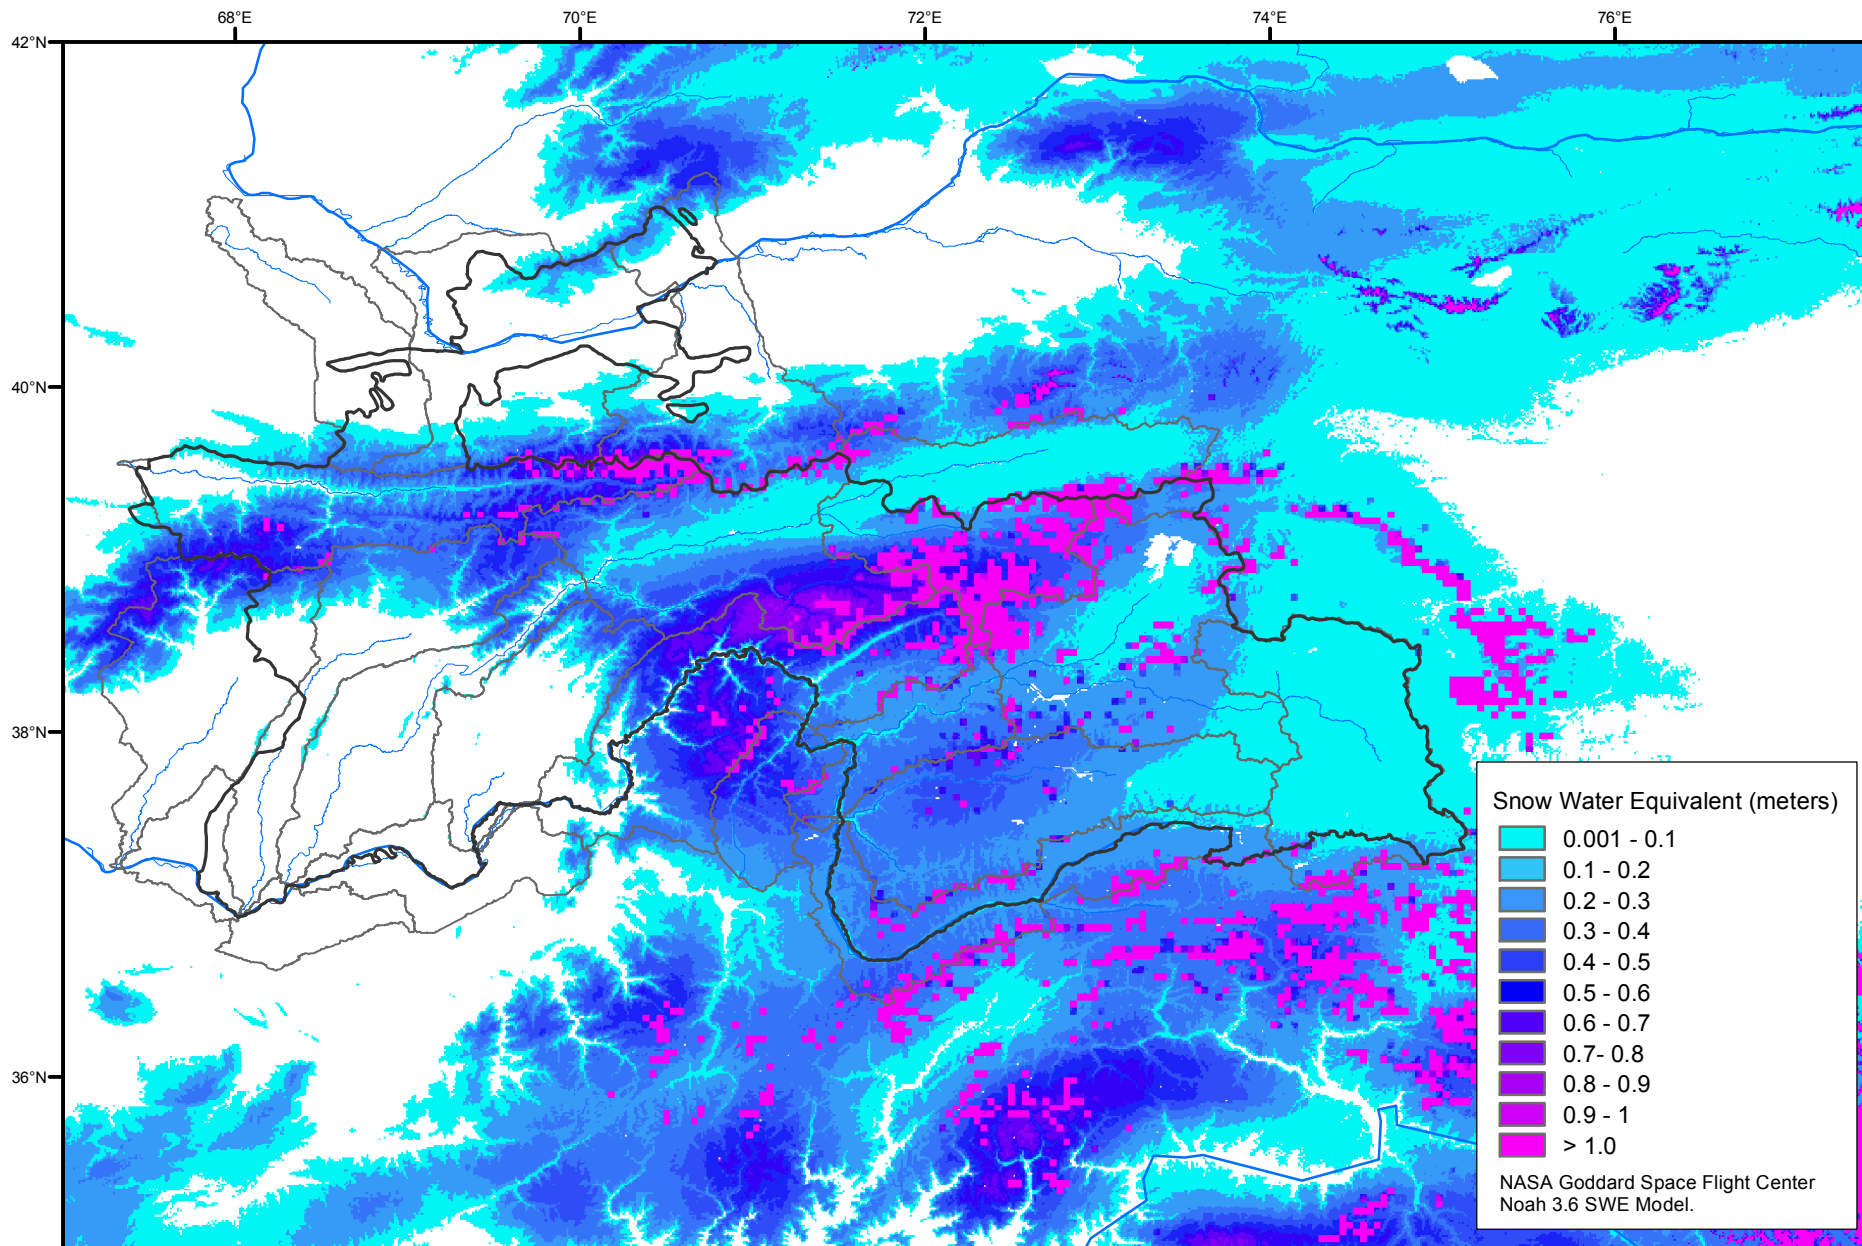 68°E 70°E 72°E 74°E 76°E
42°N
40°N
38°N
36°N
Snow Water Equivalent (meters)
0.001 - 0.1
0.1 - 0.2
0.2 - 0.3
0.3 - 0.4
0.4 - 0.5
0.5 - 0.6
0.6 - 0.7
0.7- 0.8
0.8 - 0.9
0.9 - 1
> 1.0
NASA Goddard Space Flight Center
Noah 3.6 SWE Model.